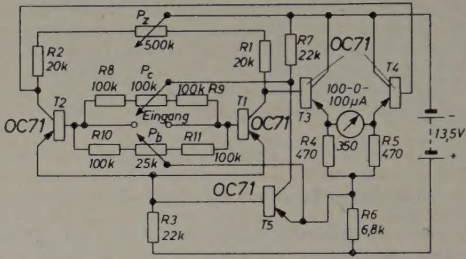 Pz
500k
R2
20k
R1
20k
R7
22k
OC71
T4
R8
100k
Pc
100k
100k
R9
T2
OC71
Eingang
T1
OC71
T3
100-0-
100µA
350
R4
470
R5
470
−
13,5V
+
R10
100k
Pb
25k
R11
100k
OC71
T5
R3
22k
R6
6,8k